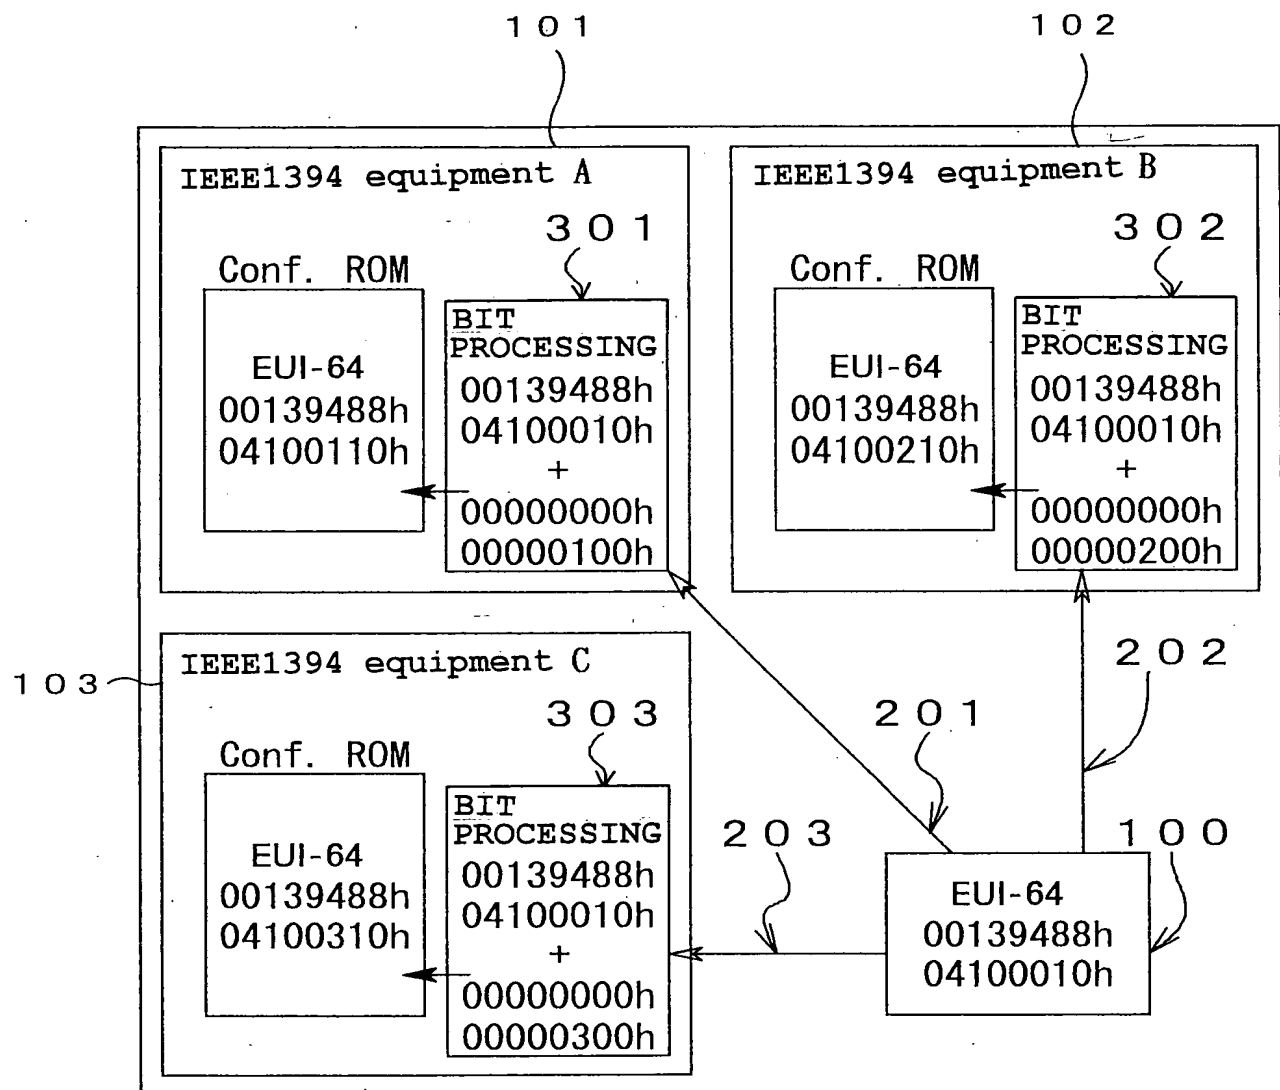 101
102
IEEE1394 equipment A
301
Conf. ROM
EUI-64
00139488h
04100110h
BIT
PROCESSING
00139488h
04100010h
+
00000000h
00000100h
IEEE1394 equipment B
302
Conf. ROM
EUI-64
00139488h
04100210h
BIT
PROCESSING
00139488h
04100010h
+
00000000h
00000200h
103
IEEE1394 equipment C
303
Conf. ROM
EUI-64
00139488h
04100310h
BIT
PROCESSING
00139488h
04100010h
+
00000000h
00000300h
201
202
203
100
EUI-64
00139488h
04100010h